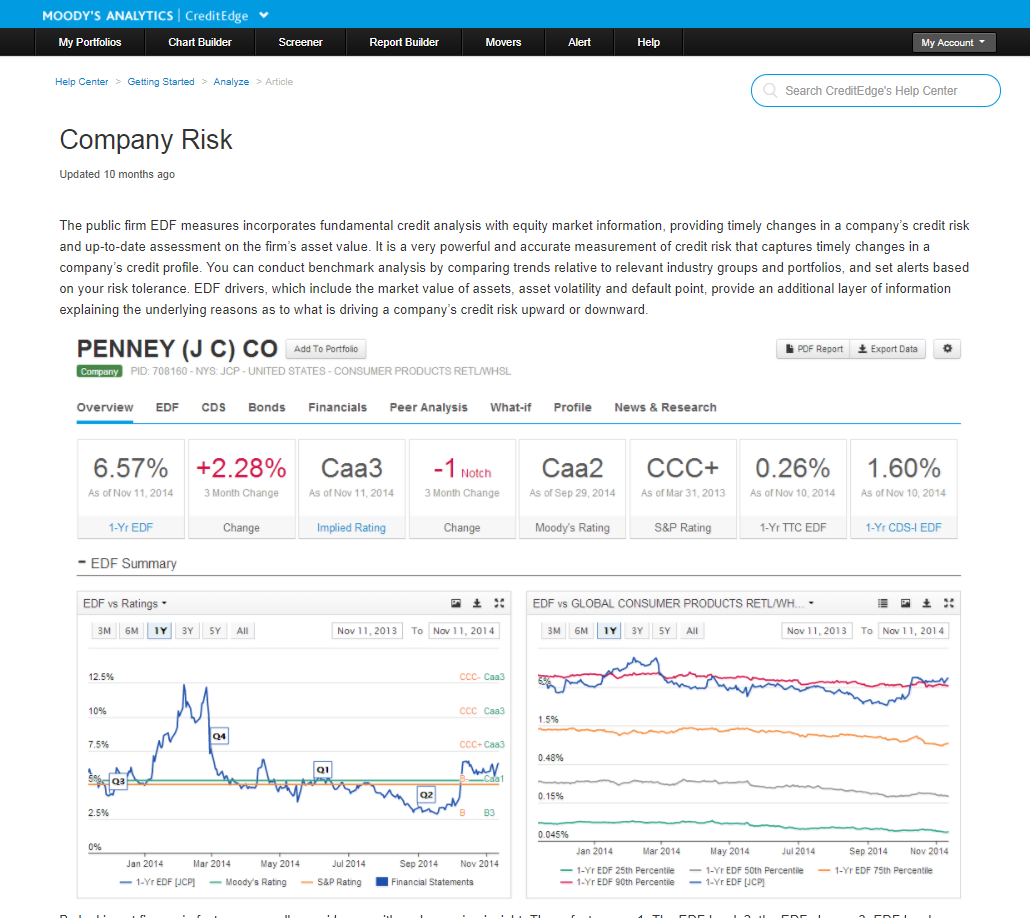 MOODY'S ANALYTICS | CreditEdge
My Portfolios Chart Builder Screener Report Builder Movers Alert Help My Account
Help Center > Getting Started > Analyze > Article
Search CreditEdge's Help Center
Company Risk
Updated 10 months ago
The public firm EDF measures incorporates fundamental credit analysis with equity market information, providing timely changes in a company's credit risk
and up-to-date assessment on the firm's asset value. It is a very powerful and accurate measurement of credit risk that captures timely changes in a
company's credit profile. You can conduct benchmark analysis by comparing trends relative to relevant industry groups and portfolios, and set alerts based
on your risk tolerance. EDF drivers, which include the market value of assets, asset volatility and default point, provide an additional layer of information
explaining the underlying reasons as to what is driving a company's credit risk upward or downward.
PENNEY (J C) CO Add To Portfolio PDF Report Export Data
Company PID: 708160 - NYS: JCP - UNITED STATES - CONSUMER PRODUCTS RETL/WHSL
Overview EDF CDS Bonds Financials Peer Analysis What-if Profile News & Research
6.57% +2.28% Caa3 -1 Notch Caa2 CCC+ 0.26% 1.60%
As of Nov 11, 2014 3 Month Change As of Nov 11, 2014 3 Month Change As of Sep 29, 2014 As of Mar 31, 2013 As of Nov 10, 2014 As of Nov 10, 2014
1-Yr EDF Change Implied Rating Change Moody's Rating S&P Rating 1-Yr TTC EDF 1-Yr CDS-I EDF
EDF Summary
EDF vs Ratings
3M 6M 1Y 3Y 5Y All Nov 11, 2013 To Nov 11, 2014
12.5% CCC- Caa3
10% CCC Caa3
Q4
7.5% CCC+ Caa3
Q1
5% Q3 B- Caa1
Q2
2.5% B B3
0%
Jan 2014 Mar 2014 May 2014 Jul 2014 Sep 2014 Nov 2014
1-Yr EDF [JCP] Moody's Rating S&P Rating Financial Statements
EDF vs GLOBAL CONSUMER PRODUCTS RETL/WH...
3M 6M 1Y 3Y 5Y All Nov 11, 2013 To Nov 11, 2014
1.5%
0.48%
0.15%
0.045%
Jan 2014 Mar 2014 May 2014 Jul 2014 Sep 2014 Nov 2014
1-Yr EDF 25th Percentile 1-Yr EDF 50th Percentile 1-Yr EDF 75th Percentile
1-Yr EDF 90th Percentile 1-Yr EDF [JCP]